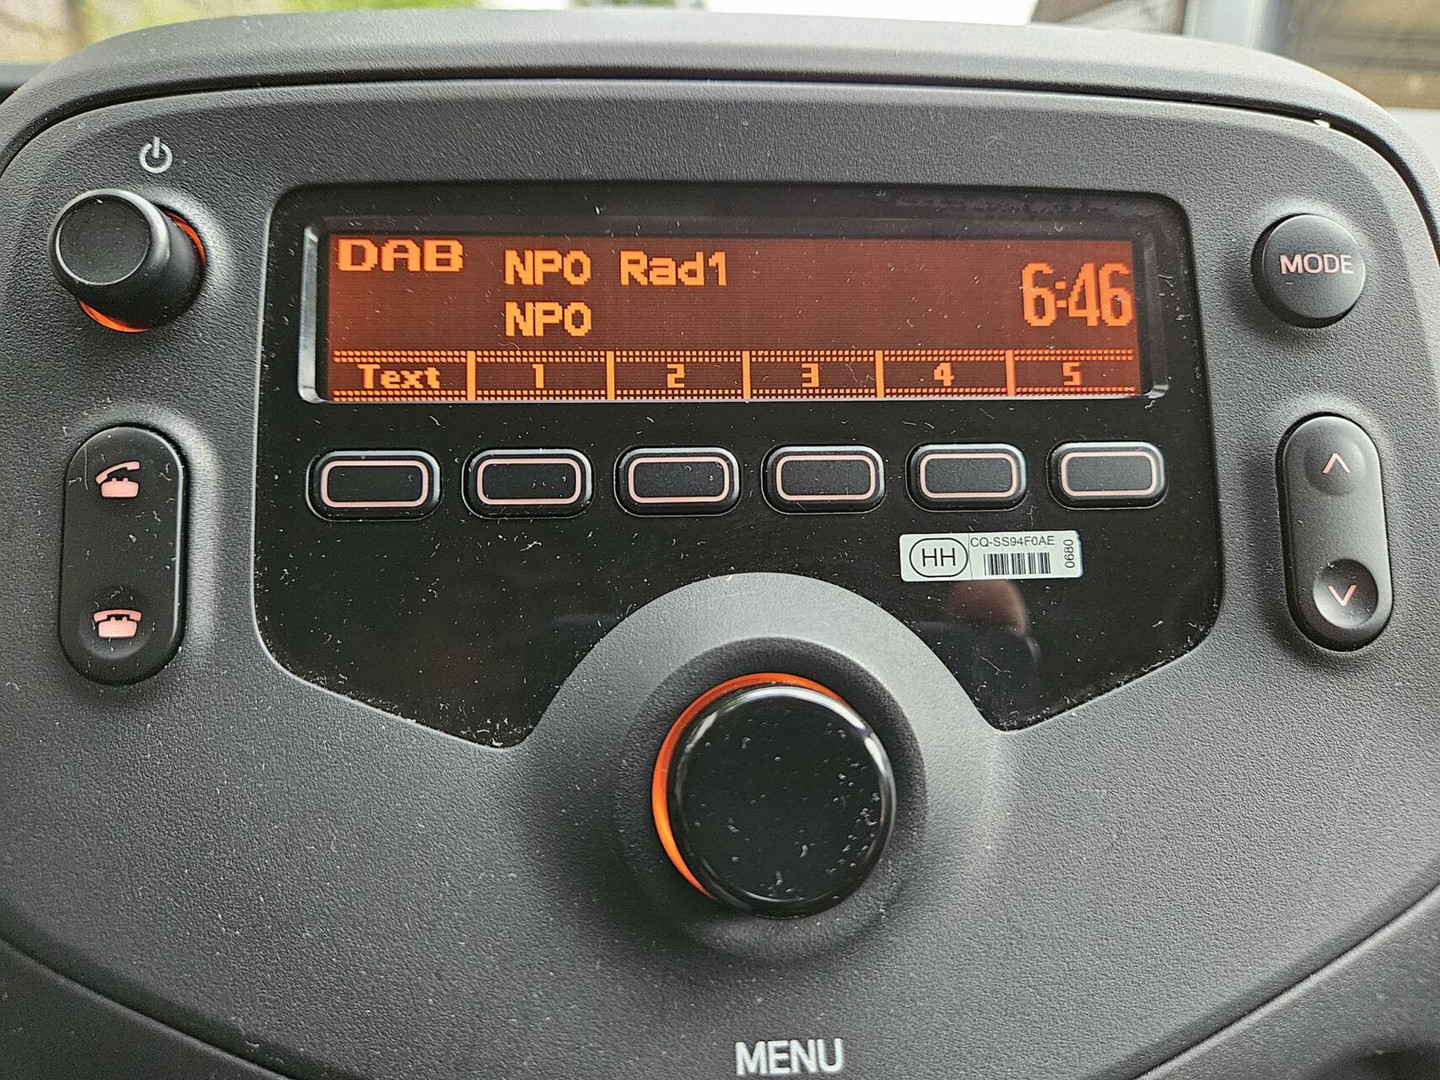 DAB
NPO Rad1
NPO
6:46
Text 1 2 3 4 5
MODE
HH CQ-SS94F0AE 0680
MENU